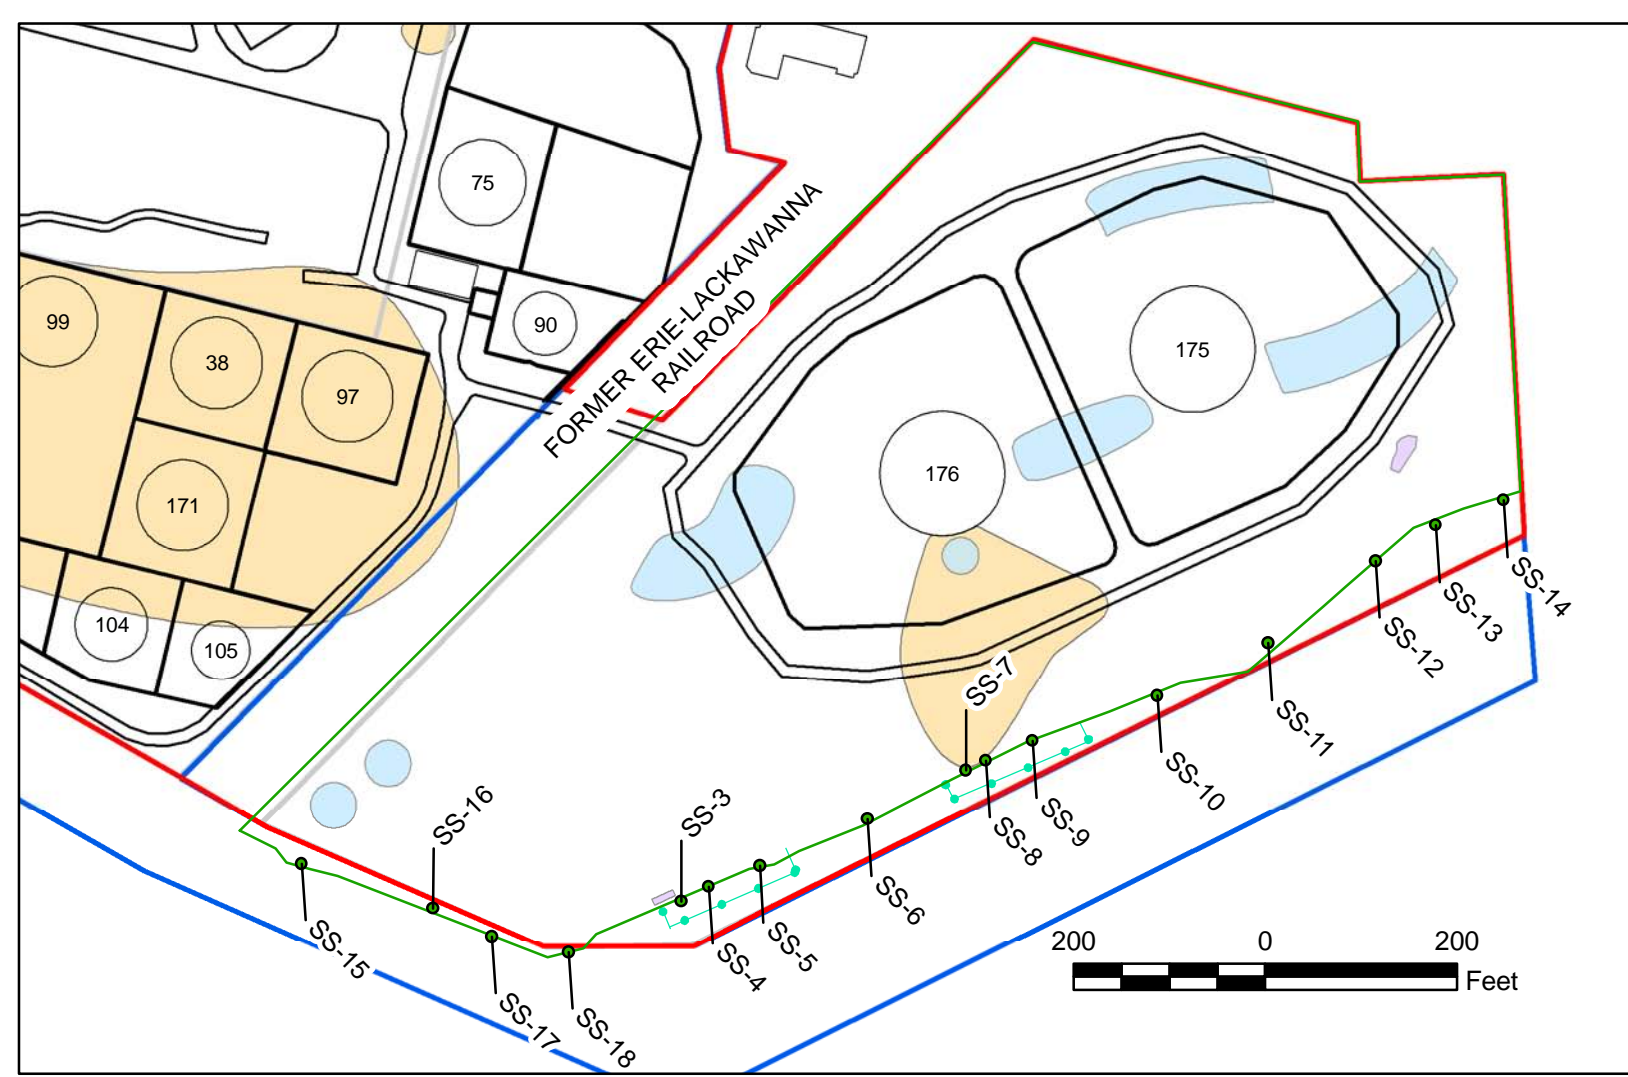 75
FORMER ERIE-LACKAWANNA
RAILROAD
99
38
90
97
175
176
171
104
105
SS-14
SS-13
SS-12
SS-7
SS-11
SS-10
SS-9
SS-8
SS-16
SS-3
SS-6
SS-5
SS-4
SS-15
SS-17
SS-18
200 0 200
Feet